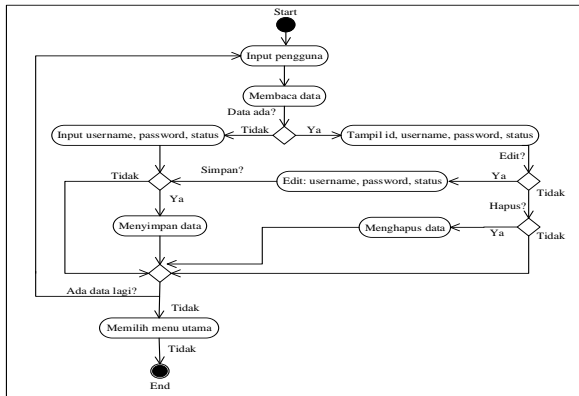 Start
Input pengguna
Membaca data
Data ada?
Tidak
Ya
Input username, password, status
Tampil id, username, password, status
Edit?
Tidak
Simpan?
Edit: username, password, status
Ya
Tidak
Ya
Hapus?
Menyimpan data
Menghapus data
Ya
Tidak
Ada data lagi?
Tidak
Memilih menu utama
Tidak
End